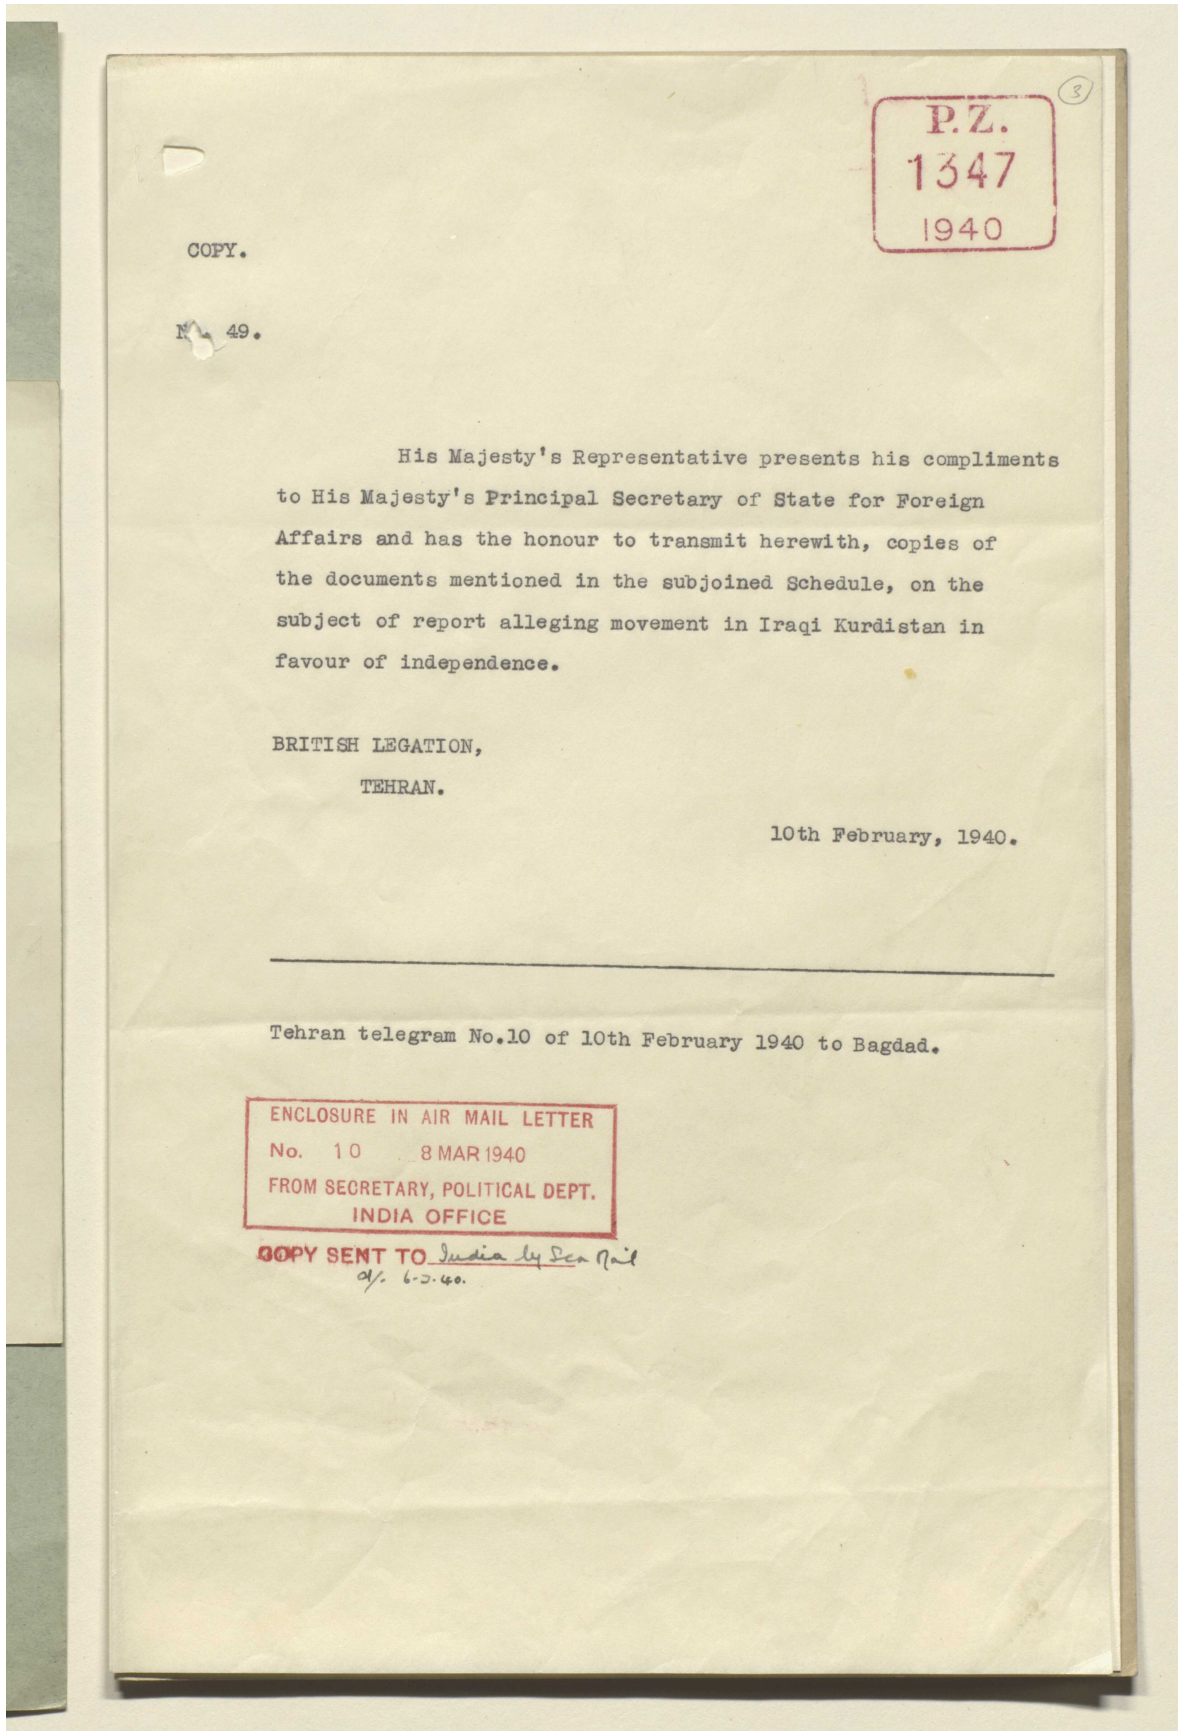 3
P.Z.
1347
1940
COPY.
49.
His Majesty's Representative presents his compliments
to His Majesty's Principal Secretary of State for Foreign
Affairs and has the honour to transmit herewith, copies of
the documents mentioned in the subjoined Schedule, on the
subject of report alleging movement in Iraqi Kurdistan in
favour of independence.
BRITISH LEGATION,
TEHRAN.
10th February, 1940.
Tehran telegram No.10 of 10th February 1940 to Bagdad.
ENCLOSURE IN AIR MAIL LETTER
No. 10 8 MAR 1940
FROM SECRETARY, POLITICAL DEPT.
INDIA OFFICE
COPY SENT TO India by Sea Mail